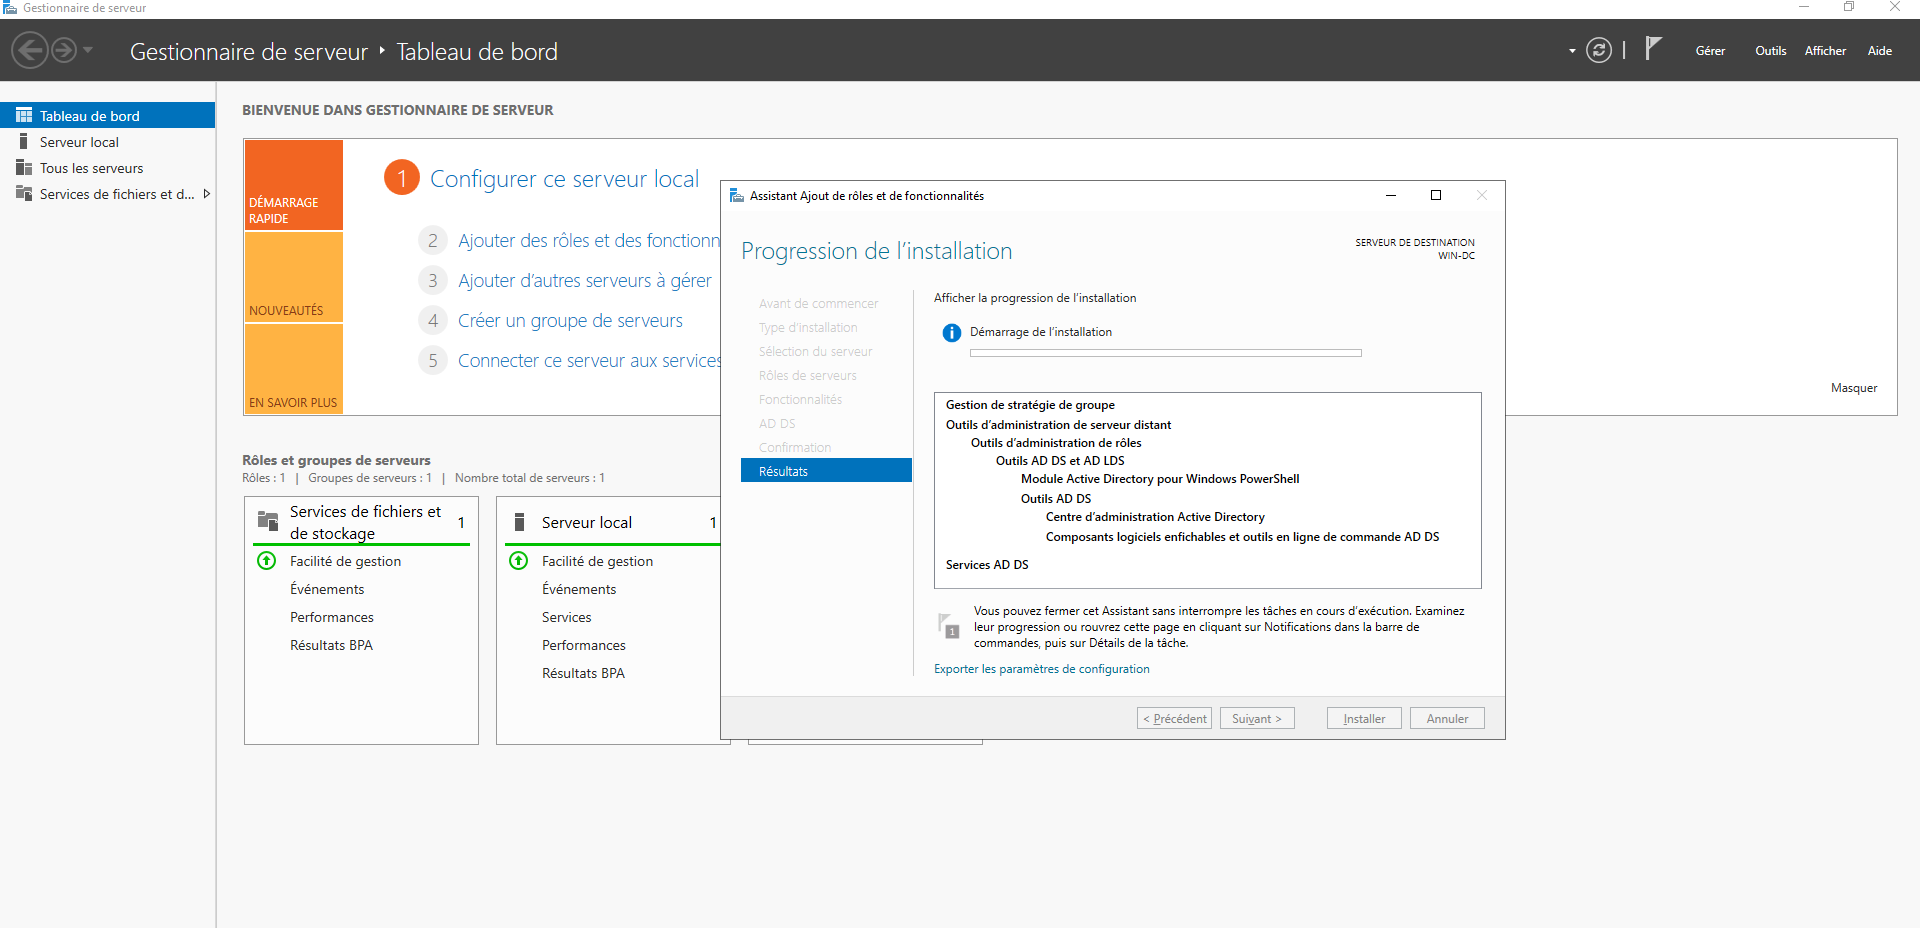 Gestionnaire de serveur
Gestionnaire de serveur ‣ Tableau de bord
Gérer
Outils
Afficher
Aide
Tableau de bord
Serveur local
Tous les serveurs
Services de fichiers et d...
BIENVENUE DANS GESTIONNAIRE DE SERVEUR
DÉMARRAGE
RAPIDE
NOUVEAUTÉS
EN SAVOIR PLUS
1 Configurer ce serveur local
2 Ajouter des rôles et des fonctionn
3 Ajouter d’autres serveurs à gérer
4 Créer un groupe de serveurs
5 Connecter ce serveur aux services
Masquer
Rôles et groupes de serveurs
Rôles : 1 | Groupes de serveurs : 1 | Nombre total de serveurs : 1
Services de fichiers et
de stockage
1
Facilité de gestion
Événements
Performances
Résultats BPA
Serveur local 1
Facilité de gestion
Événements
Services
Performances
Résultats BPA
Assistant Ajout de rôles et de fonctionnalités
Progression de l’installation
SERVEUR DE DESTINATION
WIN-DC
Avant de commencer
Type d'installation
Sélection du serveur
Rôles de serveurs
Fonctionnalités
AD DS
Confirmation
Résultats
Afficher la progression de l’installation
Démarrage de l’installation
Gestion de stratégie de groupe
Outils d’administration de serveur distant
Outils d’administration de rôles
Outils AD DS et AD LDS
Module Active Directory pour Windows PowerShell
Outils AD DS
Centre d’administration Active Directory
Composants logiciels enfichables et outils en ligne de commande AD DS
Services AD DS
1
Vous pouvez fermer cet Assistant sans interrompre les tâches en cours d’exécution. Examinez
leur progression ou rouvrez cette page en cliquant sur Notifications dans la barre de
commandes, puis sur Détails de la tâche.
Exporter les paramètres de configuration
< Précédent
Suivant >
Installer
Annuler